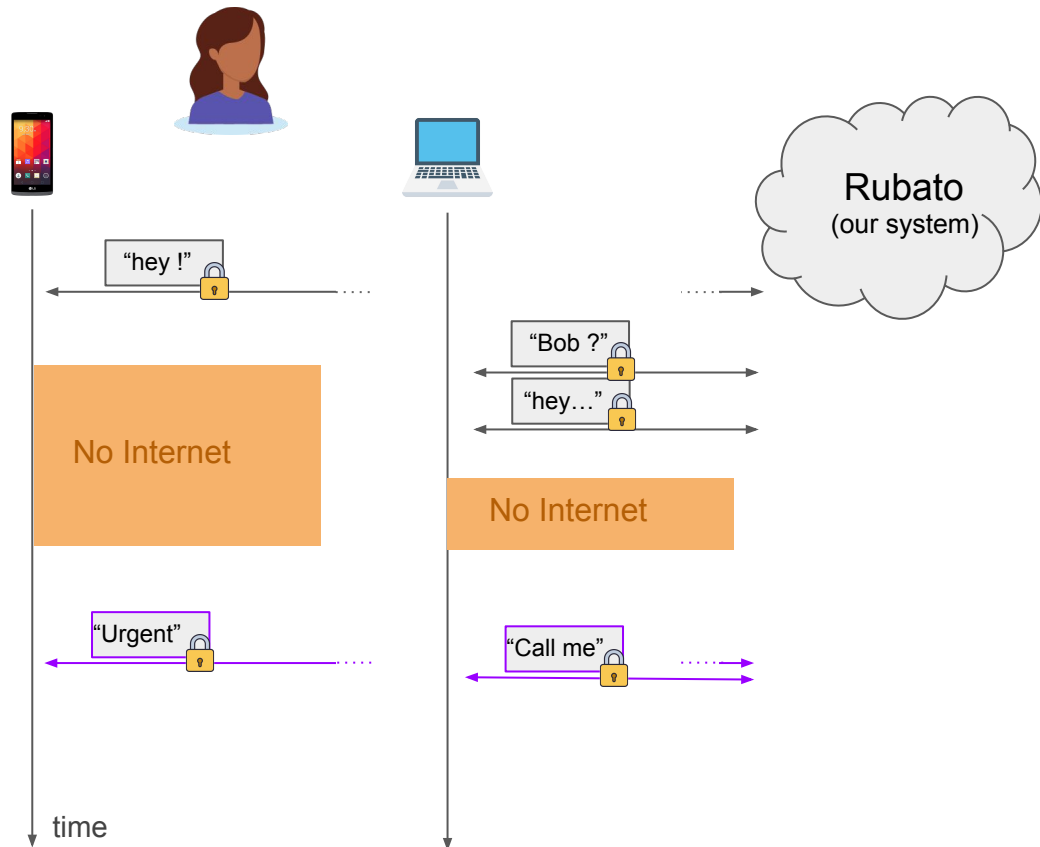 Rubato
(our system)
“hey !”
“Bob ?”
“hey…”
No Internet
No Internet
“Urgent”
“Call me”
time